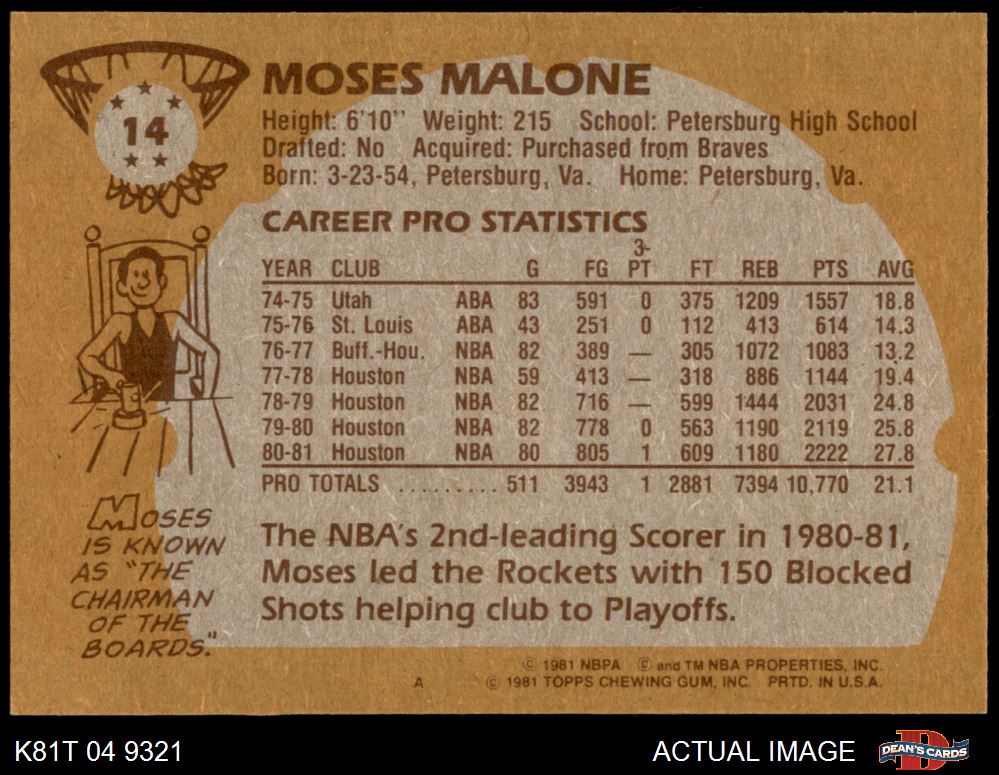 14
MOSES MALONE
Height: 6'10'' Weight: 215 School: Petersburg High School
Drafted: No Acquired: Purchased from Braves
Born: 3-23-54, Petersburg, Va. Home: Petersburg, Va.
CAREER PRO STATISTICS
YEAR CLUB G FG 3-PT FT REB PTS AVG
74-75 Utah ABA 83 591 0 375 1209 1557 18.8
75-76 St. Louis ABA 43 251 0 112 413 614 14.3
76-77 Buff.-Hou. NBA 82 389 — 305 1072 1083 13.2
77-78 Houston NBA 59 413 — 318 886 1144 19.4
78-79 Houston NBA 82 716 — 599 1444 2031 24.8
79-80 Houston NBA 82 778 0 563 1190 2119 25.8
80-81 Houston NBA 80 805 1 609 1180 2222 27.8
PRO TOTALS .......... 511 3943 1 2881 7394 10,770 21.1
The NBA's 2nd-leading Scorer in 1980-81,
Moses led the Rockets with 150 Blocked
Shots helping club to Playoffs.
MOSES
IS KNOWN
AS "THE
CHAIRMAN
OF THE
BOARDS."
© 1981 NBPA © and TM NBA PROPERTIES, INC.
A © 1981 TOPPS CHEWING GUM, INC. PRTD. IN U.S.A.
K81T 04 9321 ACTUAL IMAGE D DEAN'S CARDS